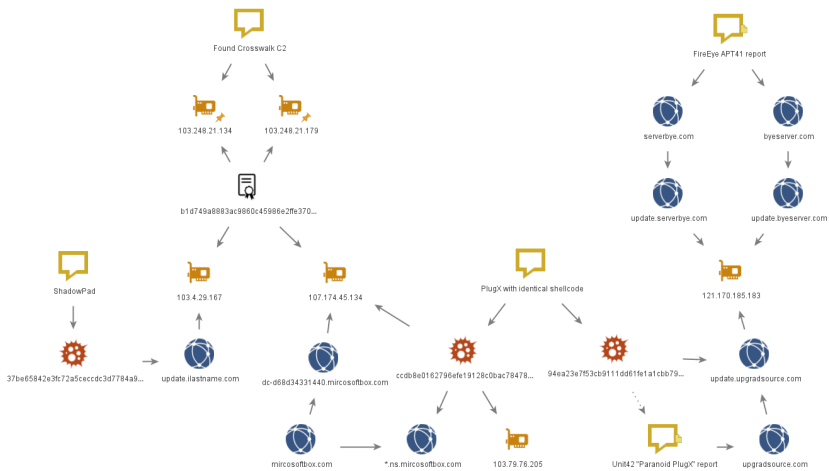 Found Crosswalk C2
FireEye APT41 report
103.248.21.134
103.248.21.179
serverbye.com
byeserver.com
b1d749a8883ac9860c45986e2ffe370...
update.serverbye.com
update.byeserver.com
ShadowPad
103.4.29.167
107.174.45.134
PlugX with identical shellcode
121.170.185.183
37be65842e3fc72a5ceccdc3d7784a9...
update.ilastname.com
dc-d68d34331440.mircosoftbox.com
ccdb8e0162796efe19128c0bac78478...
94ea23e7f53cb9111dd61fe1a1cbb79...
update.upgradsource.com
mircosoftbox.com
*.ns.mircosoftbox.com
103.79.76.205
Unit42 "Paranoid PlugX" report
upgradsource.com